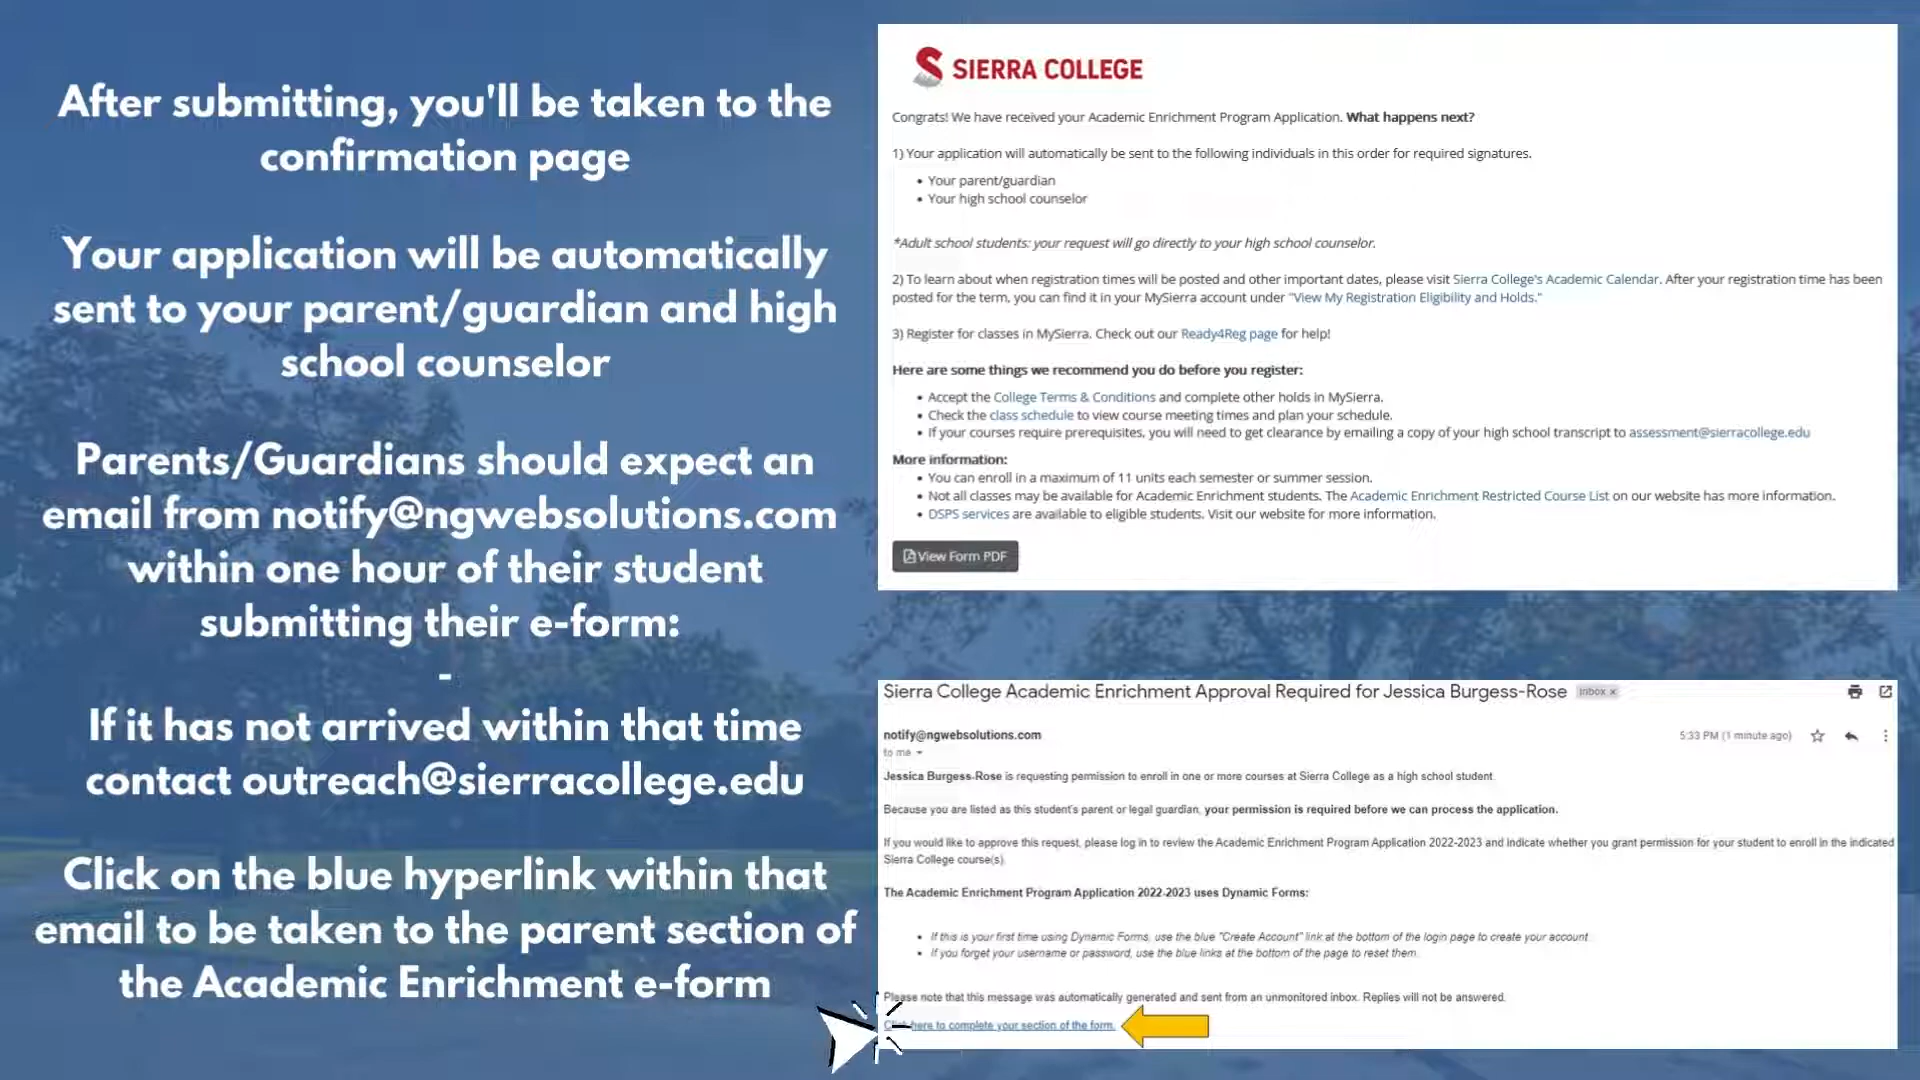 After submitting, you'll be taken to the
confirmation page
Your application will be automatically
sent to your parent/guardian and high
school counselor
Parents/Guardians should expect an
email from notify@ngwebsolutions.com
within one hour of their student
submitting their e-form:
-
If it has not arrived within that time
contact outreach@sierracollege.edu
Click on the blue hyperlink within that
email to be taken to the parent section of
the Academic Enrichment e-form
SIERRA COLLEGE
Congrats! We have received your Academic Enrichment Program Application. What happens next?
1) Your application will automatically be sent to the following individuals in this order for required signatures.
• Your parent/guardian
• Your high school counselor
*Adult school students: your request will go directly to your high school counselor.
2) To learn about when registration times will be posted and other important dates, please visit Sierra College's Academic Calendar. After your registration time has been
posted for the term, you can find it in your MySierra account under "View My Registration Eligibility and Holds."
3) Register for classes in MySierra. Check out our Ready4Reg page for help!
Here are some things we recommend you do before you register:
• Accept the College Terms & Conditions and complete other holds in MySierra.
• Check the class schedule to view course meeting times and plan your schedule.
• If your courses require prerequisites, you will need to get clearance by emailing a copy of your high school transcript to assessment@sierracollege.edu
More information:
• You can enroll in a maximum of 11 units each semester or summer session.
• Not all classes may be available for Academic Enrichment students. The Academic Enrichment Restricted Course List on our website has more information.
• DSPS services are available to eligible students. Visit our website for more information.
View Form PDF
Sierra College Academic Enrichment Approval Required for Jessica Burgess-Rose Inbox x
notify@ngwebsolutions.com 5:33 PM (1 minute ago)
to me
Jessica Burgess-Rose is requesting permission to enroll in one or more courses at Sierra College as a high school student.
Because you are listed as this student's parent or legal guardian, your permission is required before we can process the application.
If you would like to approve this request, please log in to review the Academic Enrichment Program Application 2022-2023 and indicate whether you grant permission for your student to enroll in the indicated
Sierra College course(s).
The Academic Enrichment Program Application 2022-2023 uses Dynamic Forms:
• If this is your first time using Dynamic Forms, use the blue "Create Account" link at the bottom of the login page to create your account.
• If you forget your username or password, use the blue links at the bottom of the page to reset them.
Please note that this message was automatically generated and sent from an unmonitored inbox. Replies will not be answered.
Click here to complete your section of the form.